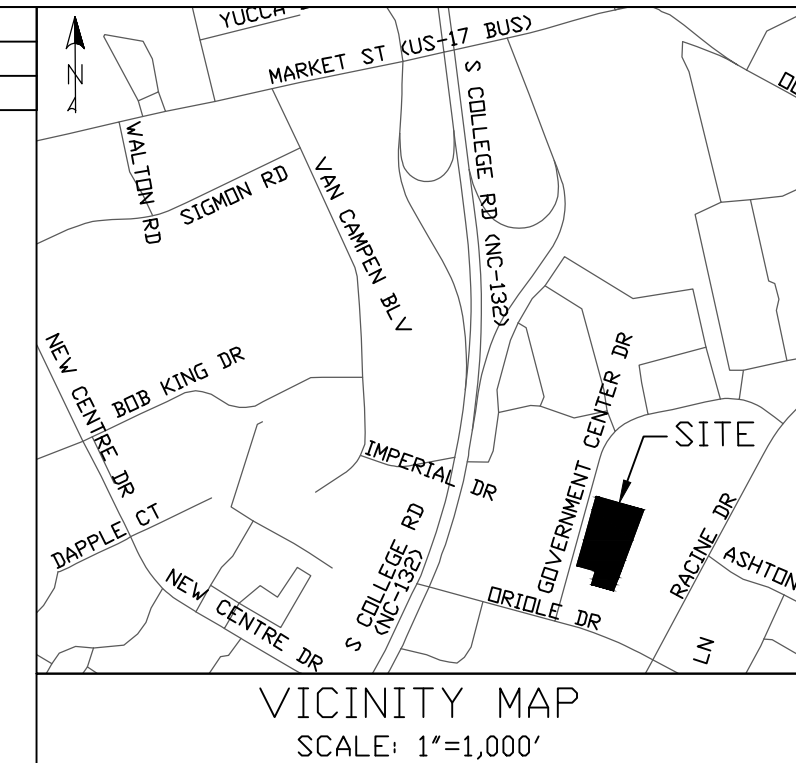 YUCCA
N
MARKET ST (US-17 BUS)
S COLLEGE RD (NC-132)
WALTON RD
SIGMON RD
VAN CAMPEN BLV
NEW CENTRE DR
BOB KING DR
GOVERNMENT CENTER DR
SITE
IMPERIAL DR
RACINE DR
DAPPLE CT
S COLLEGE RD
(NC-132)
ASHTON
NEW CENTRE DR
ORIOLE DR
LN
VICINITY MAP
SCALE: 1"=1,000'